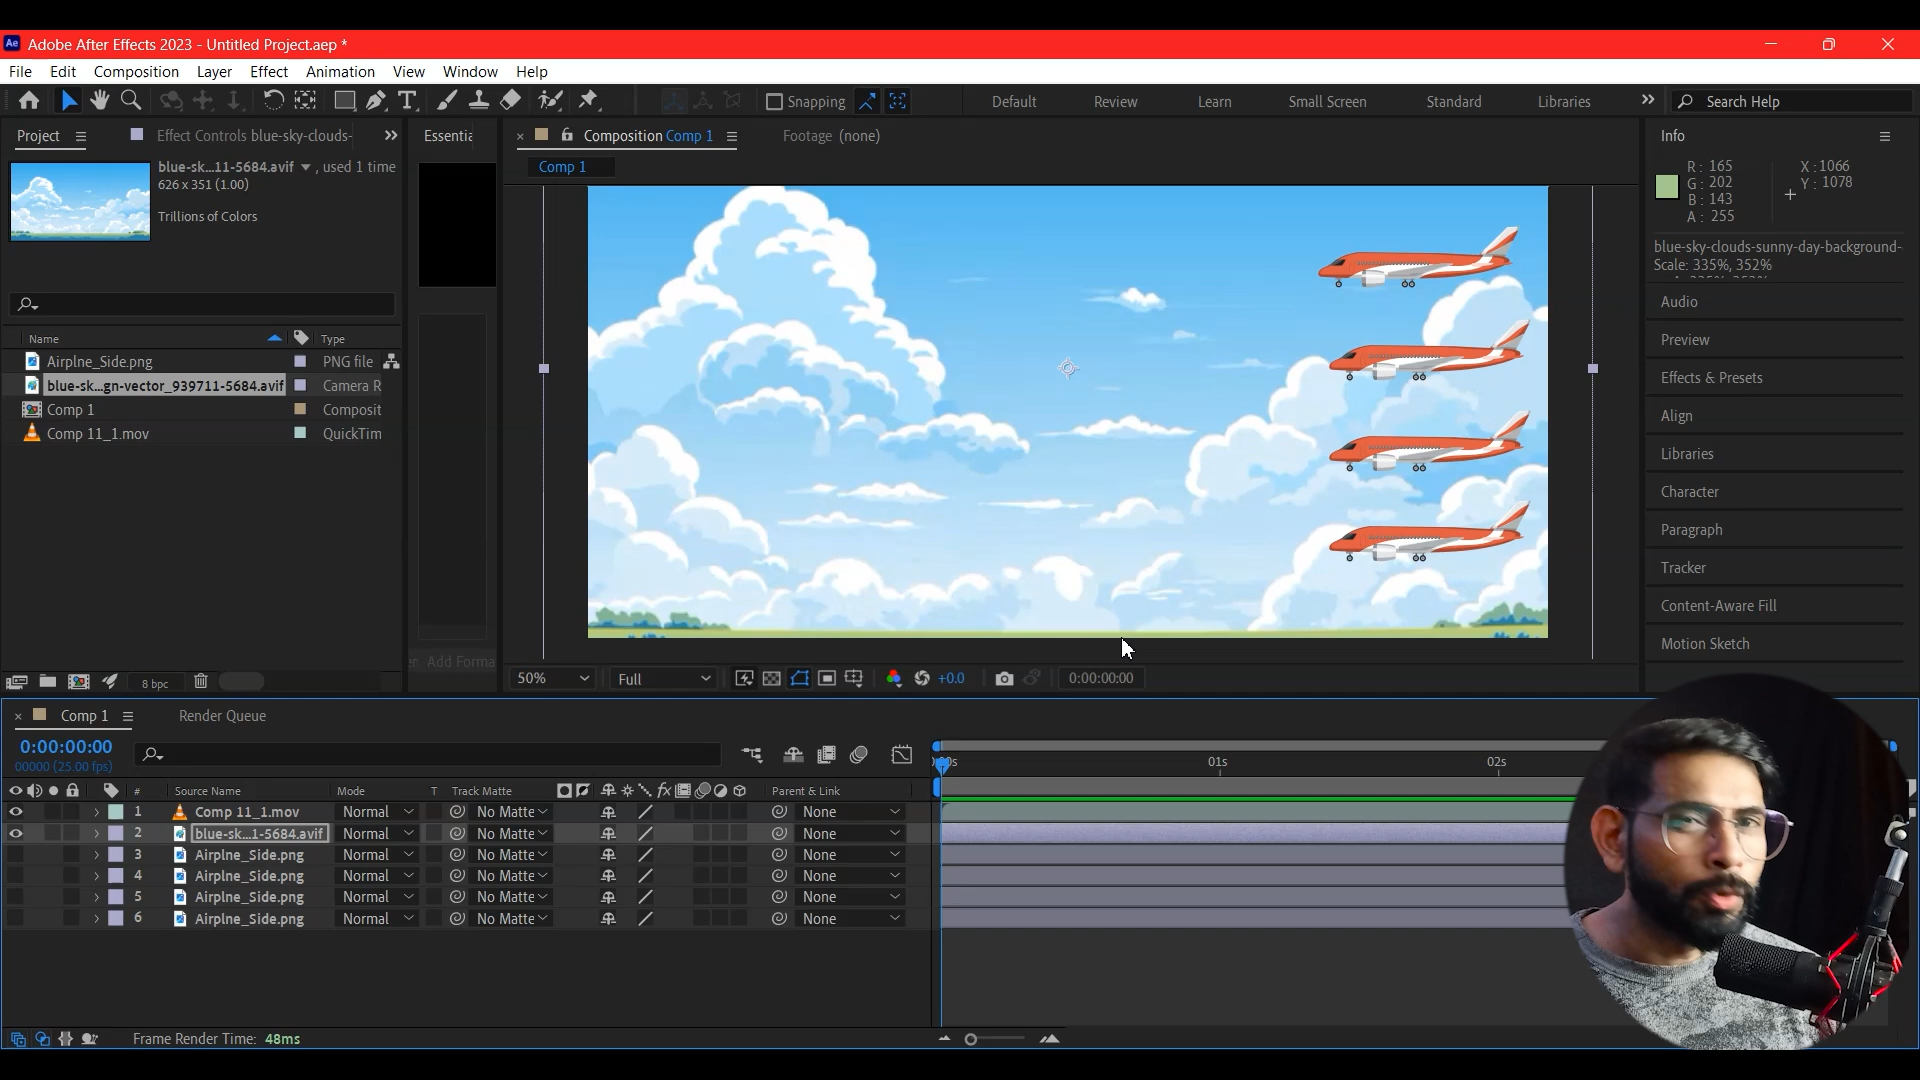 Ae Adobe After Effects 2023 - Untitled Project.aep *
File Edit Composition Layer Effect Animation View Window Help
Snapping Default Review Learn Small Screen Standard Libraries Search Help
Project Effect Controls blue-sky-clouds- Essentia Composition Comp 1 Footage (none) Info
blue-sk...11-5684.avif , used 1 time
626 x 351 (1.00)
Trillions of Colors
Comp 1
R: 165 X: 1066
G: 202 Y: 1078
B: 143
A: 255
blue-sky-clouds-sunny-day-background-
Scale: 335%, 352%
Audio
Preview
Effects & Presets
Align
Libraries
Character
Paragraph
Tracker
Content-Aware Fill
Motion Sketch
Name Type
Airplne_Side.png PNG file
blue-sk...gn-vector_939711-5684.avif Camera R
Comp 1 Composit
Comp 11_1.mov QuickTim
Add Forma
8 bpc 50% Full +0.0 0:00:00:00
Comp 1 Render Queue
0:00:00:00
00000 (25.00 fps)
01s 02s
# Source Name Mode T Track Matte fx Parent & Link
1 Comp 11_1.mov Normal No Matte None
2 blue-sk...1-5684.avif Normal No Matte None
3 Airplne_Side.png Normal No Matte None
4 Airplne_Side.png Normal No Matte None
5 Airplne_Side.png Normal No Matte None
6 Airplne_Side.png Normal No Matte None
Frame Render Time: 48ms